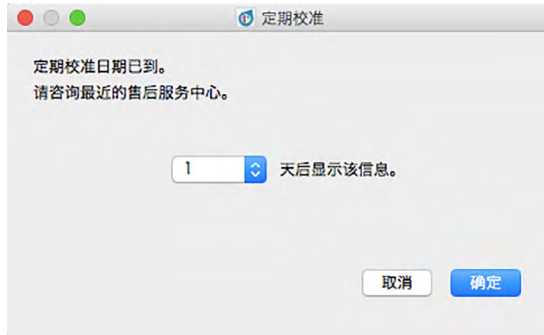 定期校准
定期校准日期已到。
请咨询最近的售后服务中心。
1 天后显示该信息。
取消 确定